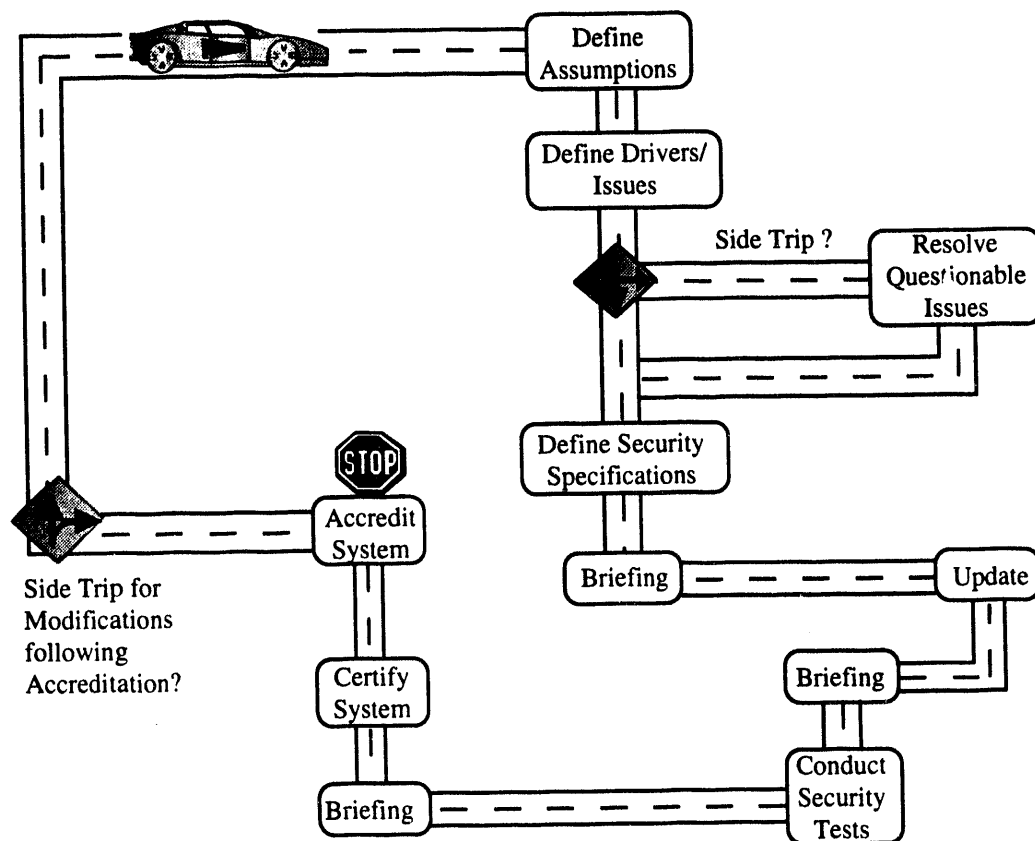 Define
Assumptions
Define Drivers/
Issues
Side Trip ?
Resolve
Questionable
Issues
Define Security
Specifications
STOP
Accredit
System
Briefing
Update
Side Trip for
Modifications
following
Accreditation?
Certify
System
Briefing
Conduct
Security
Tests
Briefing